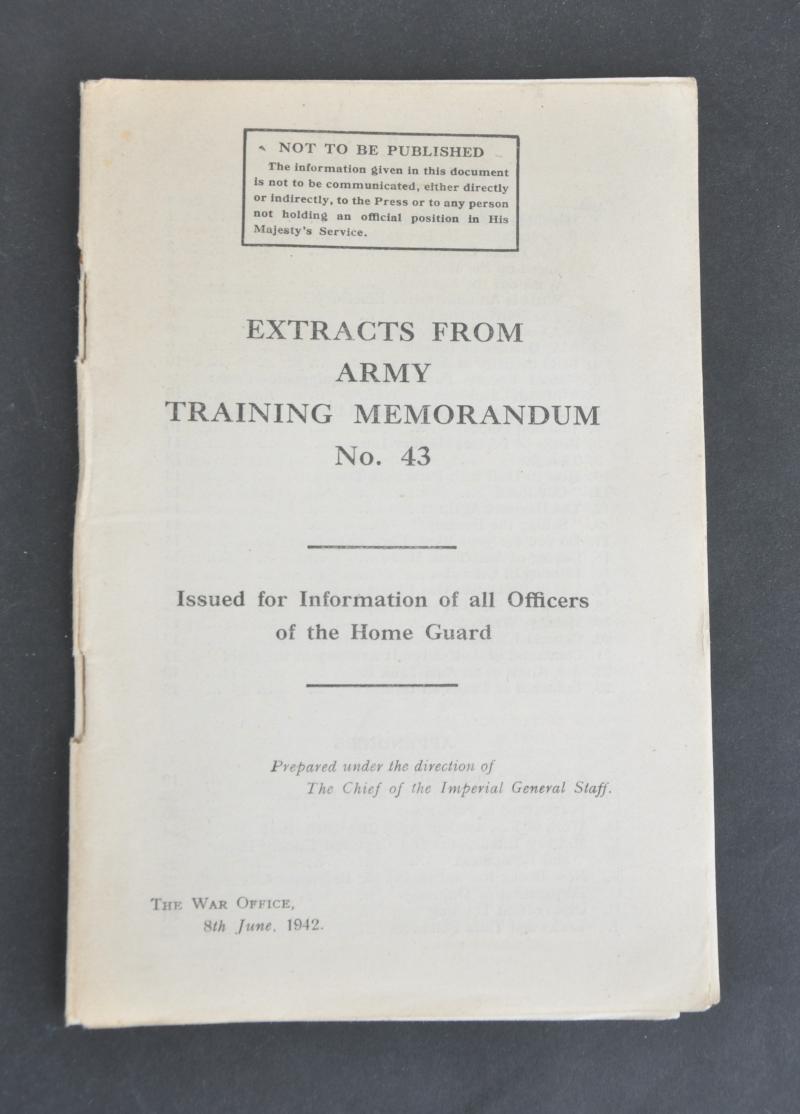 NOT TO BE PUBLISHED
The information given in this document
is not to be communicated, either directly
or indirectly, to the Press or to any person
not holding an official position in His
Majesty's Service.
EXTRACTS FROM
ARMY
TRAINING MEMORANDUM
No. 43
Issued for Information of all Officers
of the Home Guard
Prepared under the direction of
The Chief of the Imperial General Staff.
THE WAR OFFICE,
8th June, 1942.